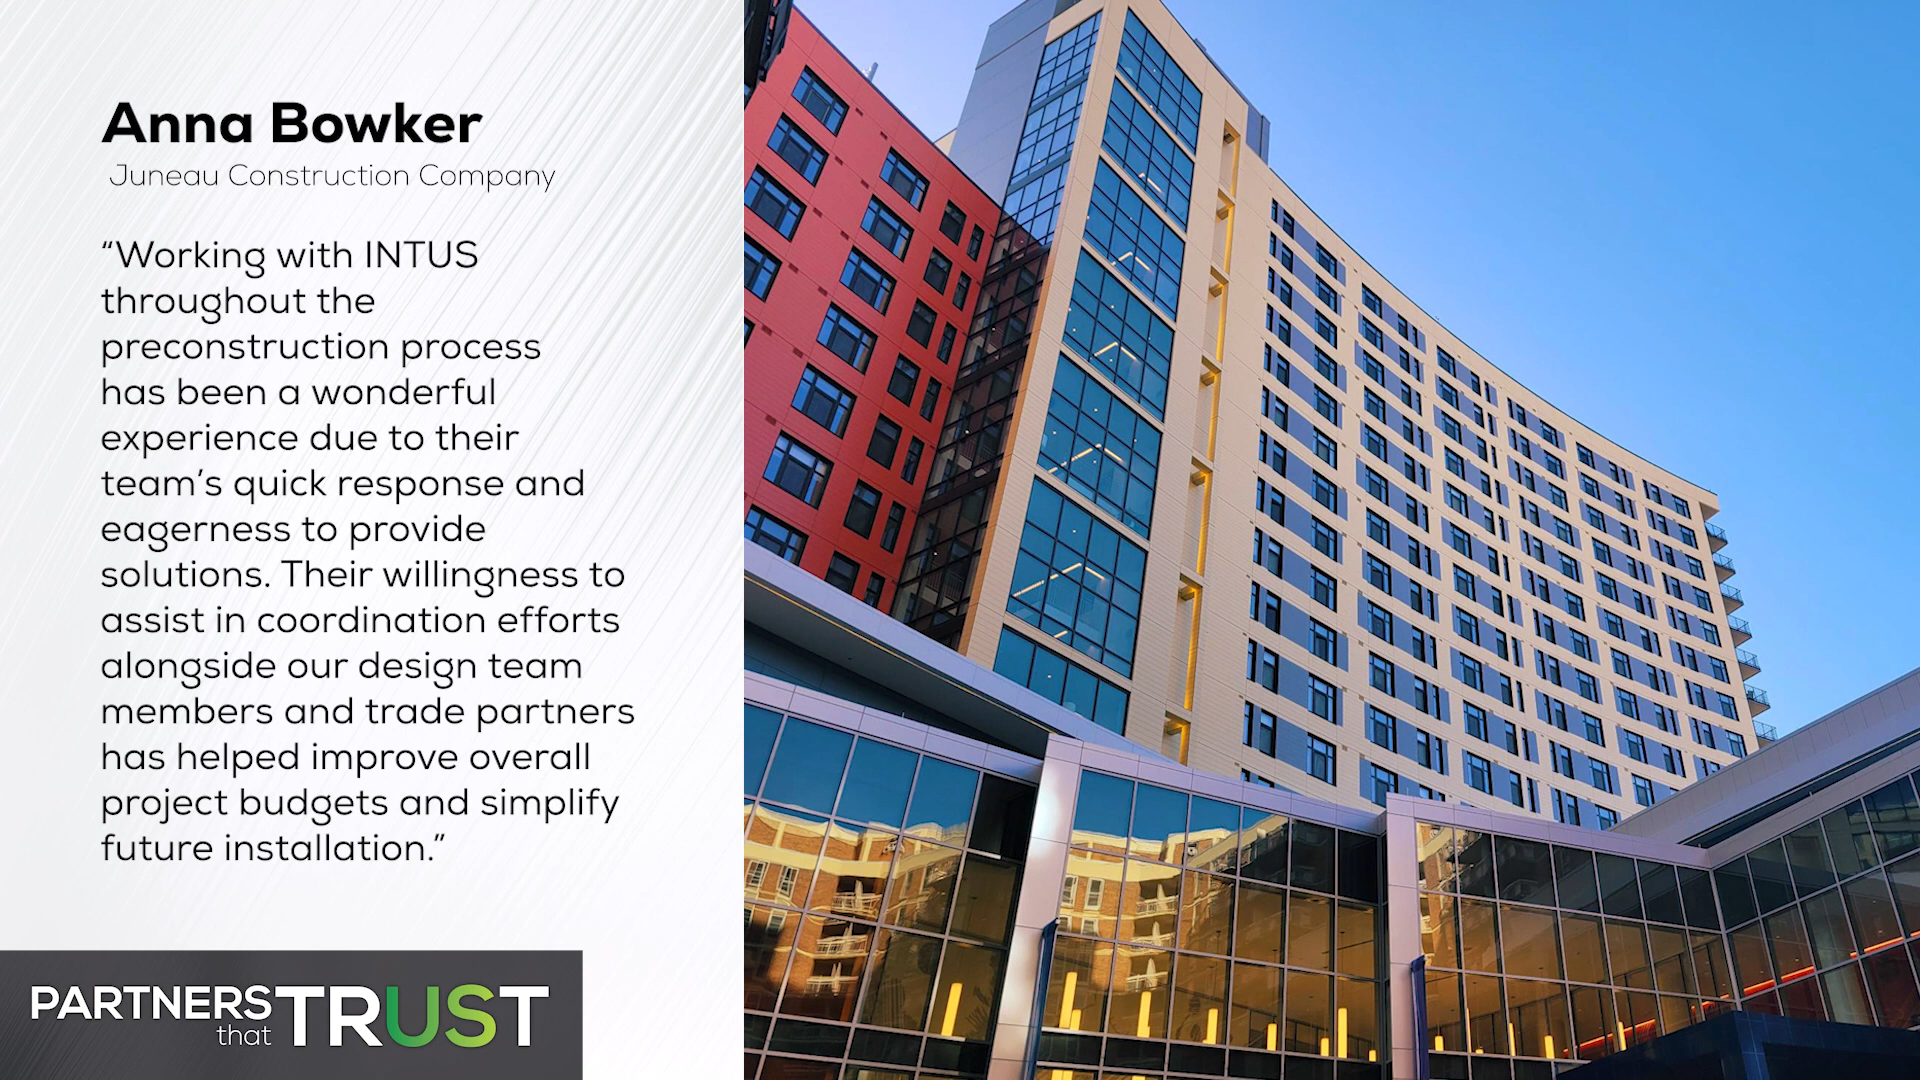 Anna Bowker
Juneau Construction Company
“Working with INTUS
throughout the
preconstruction process
has been a wonderful
experience due to their
team’s quick response and
eagerness to provide
solutions. Their willingness to
assist in coordination efforts
alongside our design team
members and trade partners
has helped improve overall
project budgets and simplify
future installation.”
PARTNERS that TRUST